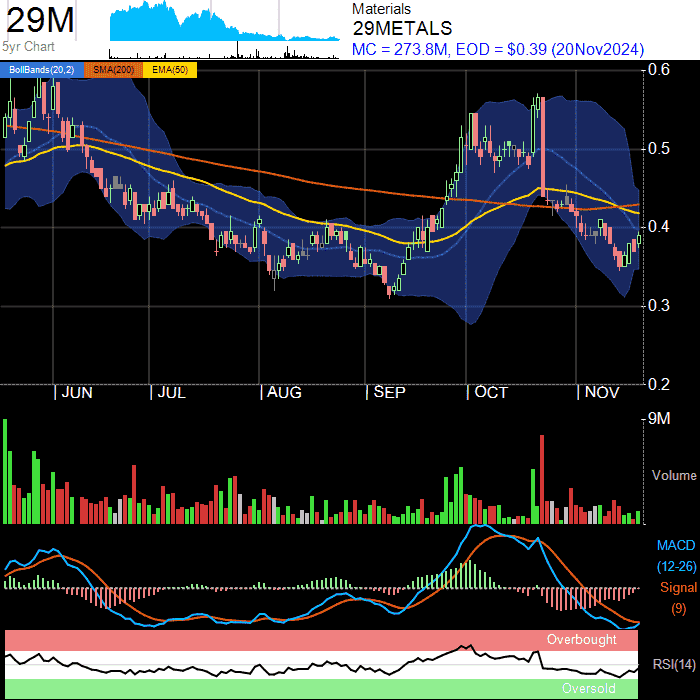 29M
5yr Chart
Materials
29METALS
MC = 273.8M, EOD = $0.39 (20Nov2024)
BollBands(20,2) SMA(200) EMA(50)
0.6
0.5
0.4
0.3
0.2
| JUN | JUL | AUG | SEP | OCT | NOV
9M
Volume
MACD
(12-26)
Signal
(9)
Overbought
RSI(14)
Oversold